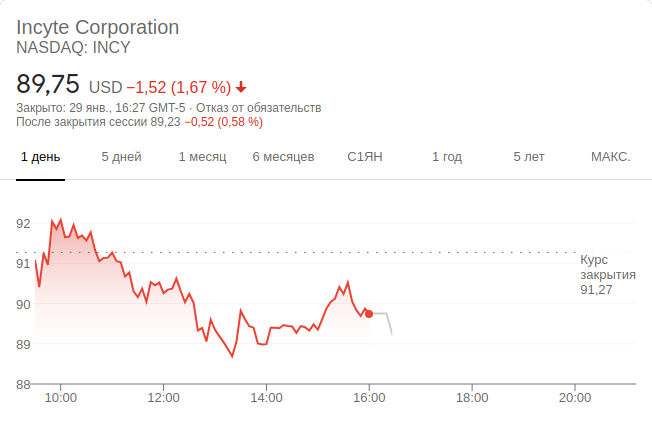 Incyte Corporation
NASDAQ: INCY
89,75 USD −1,52 (1,67 %)
Закрыто: 29 янв., 16:27 GMT-5 · Отказ от обязательств
После закрытия сессии 89,23 −0,52 (0,58 %)
1 день 5 дней 1 месяц 6 месяцев С1ЯН 1 год 5 лет МАКС.
92
91
90
89
88
Курс
закрытия
91,27
10:00 12:00 14:00 16:00 18:00 20:00